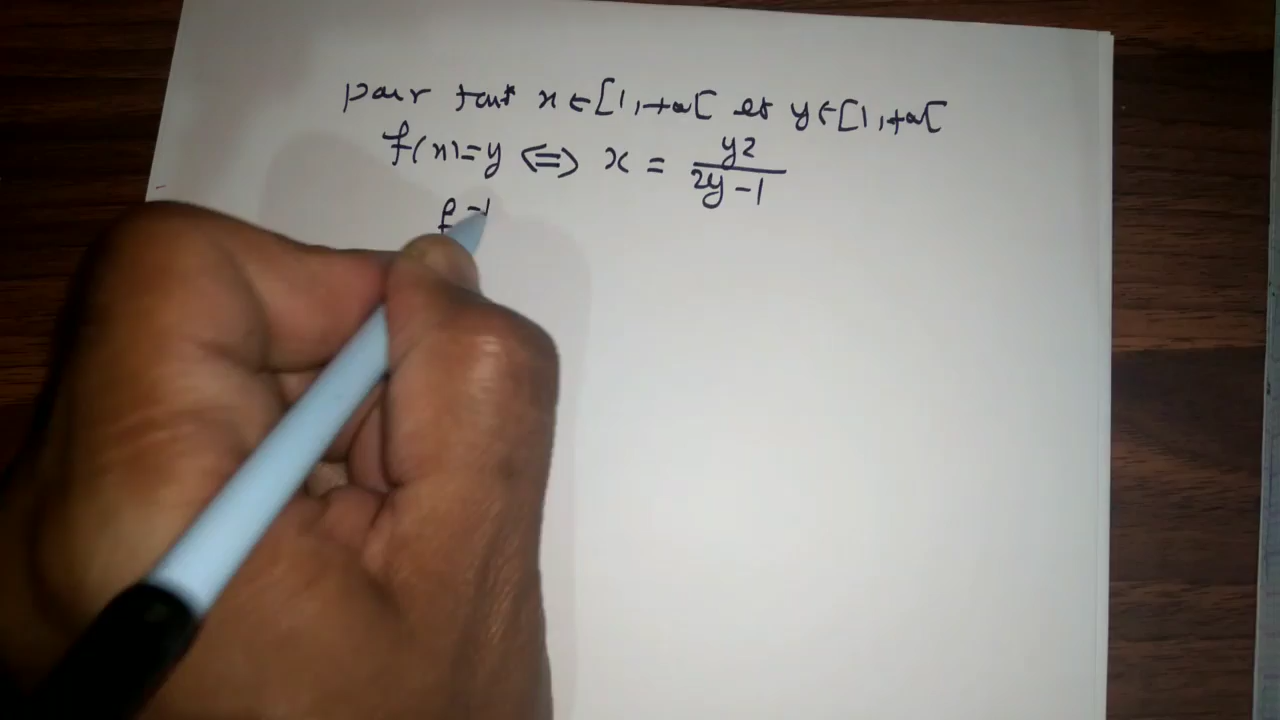 pour tout x ∈ [1, +∞[ et y ∈ [1, +∞[
f(x) = y ⟺ x = y2 / 2y - 1
f -1